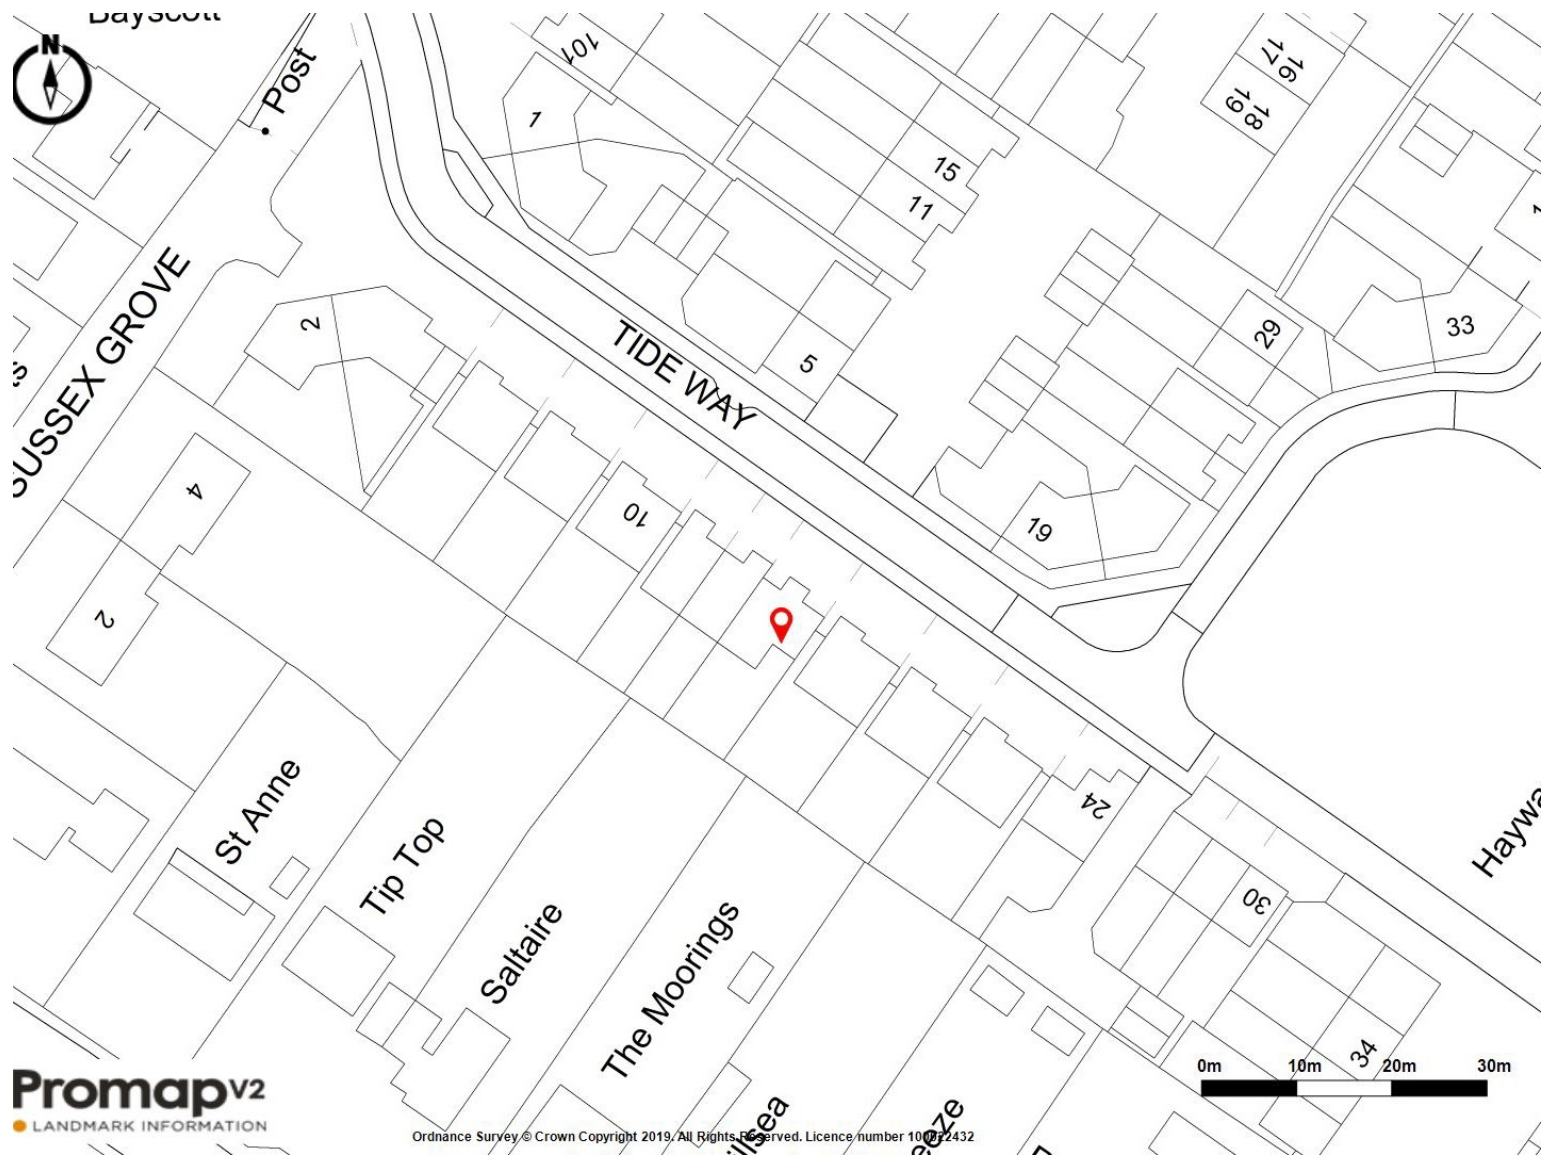 Bayscott
N
Post
101
1
17
16
19
18
15
11
SUSSEX GROVE
2
TIDE WAY
5
29
33
4
10
19
2
St Anne
Tip Top
Saltaire
The Moorings
24
30
34
0m 10m 20m 30m
Promap V2
LANDMARK INFORMATION
Ordnance Survey © Crown Copyright 2019. All Rights Reserved. Licence number 100022432